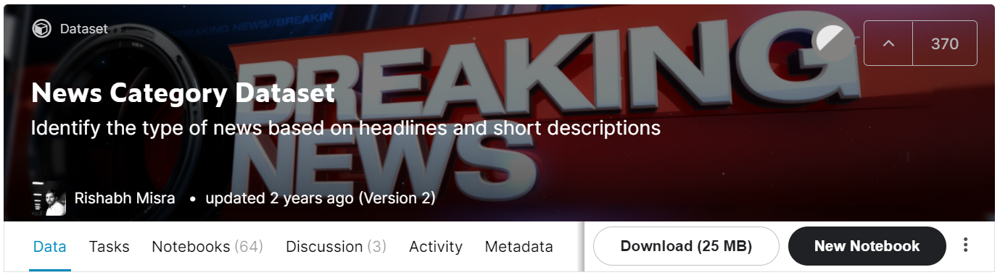 Dataset
BREAKING NEWS//BREAKIN
370
BREAKING
NEWS
News Category Dataset
Identify the type of news based on headlines and short descriptions
Rishabh Misra • updated 2 years ago (Version 2)
Data Tasks Notebooks (64) Discussion (3) Activity Metadata Download (25 MB) New Notebook